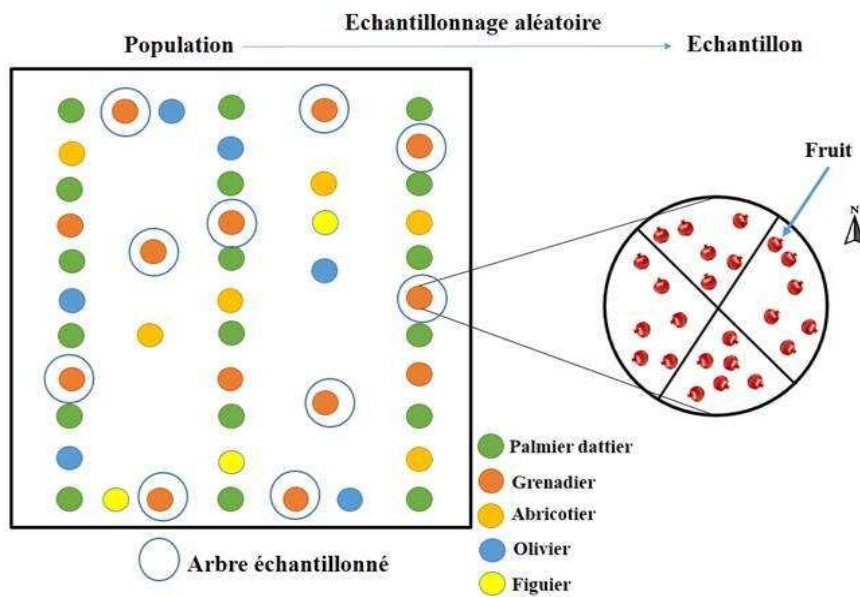 Echantillonnage aléatoire
Population
Echantillon
Fruit
N
Palmier dattier
Grenadier
Abricotier
Olivier
Figuier
Arbre échantillonné